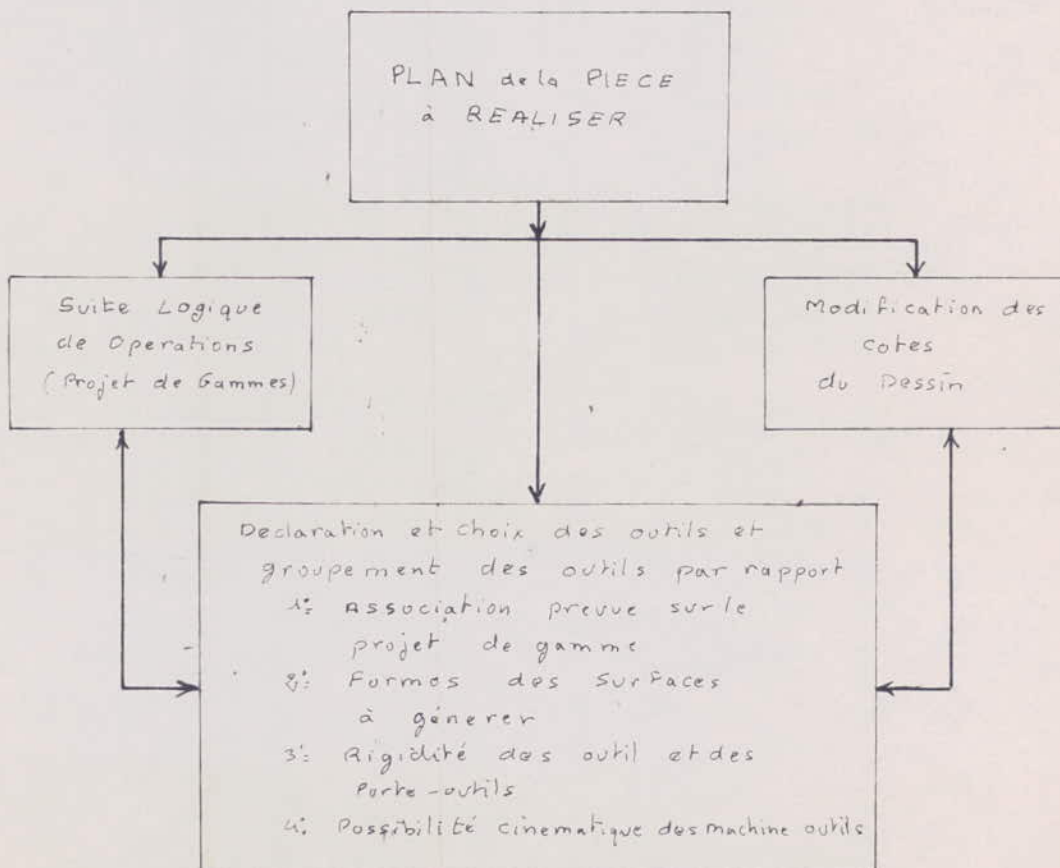 PLAN de la PIECE
à REALISER
Suite Logique
de Operations
(Projet de Gammes)
Modification des
cotes
du Dessin
Declaration et choix des outils et
groupement des outils par rapport
1°= Association prevue sur le
projet de gamme
2°= Formes des surfaces
à génerer
3°= Rigidité des outil et des
Porte-outils
4°= Possibilité cinematique des machine outils